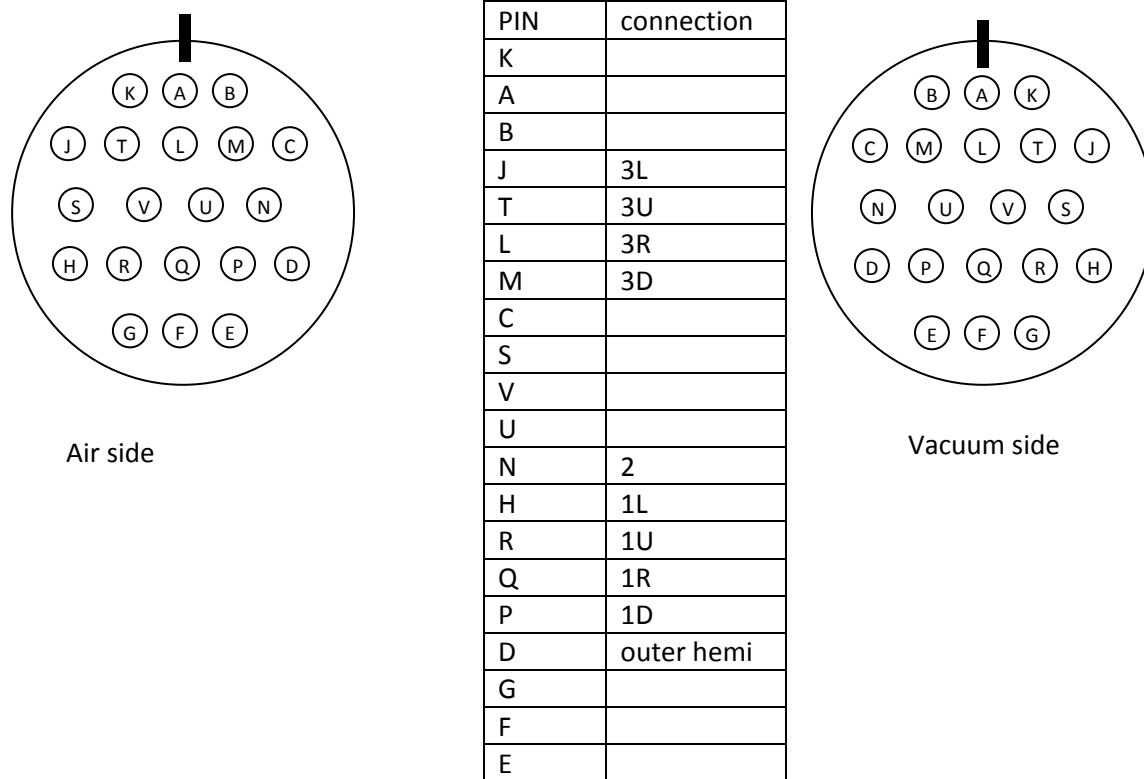 K A B
J T L M C
S V U N
H R Q P D
G F E
Air side
PIN connection
K
A
B
J 3L
T 3U
L 3R
M 3D
C
S
V
U
N 2
H 1L
R 1U
Q 1R
P 1D
D outer hemi
G
F
E
B A K
C M L T J
N U V S
D P Q R H
E F G
Vacuum side